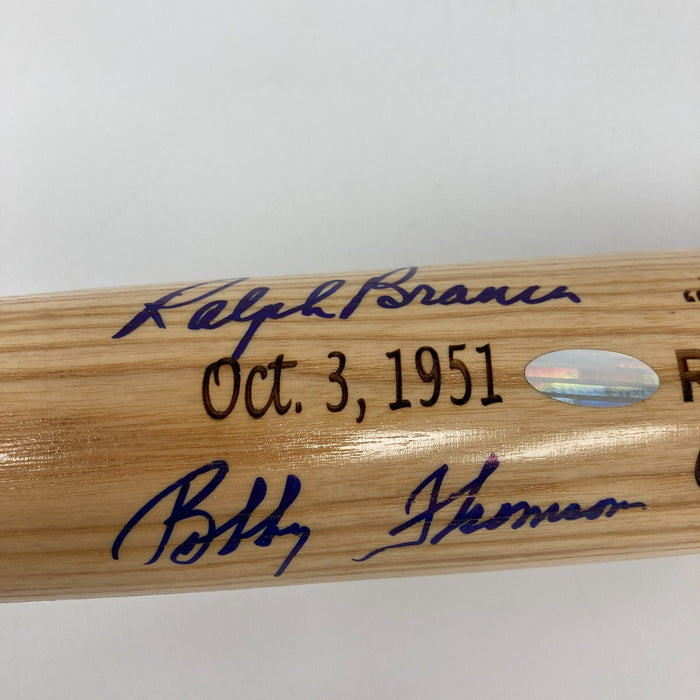 Ralph Branca
Oct. 3, 1951
Bobby Thomson